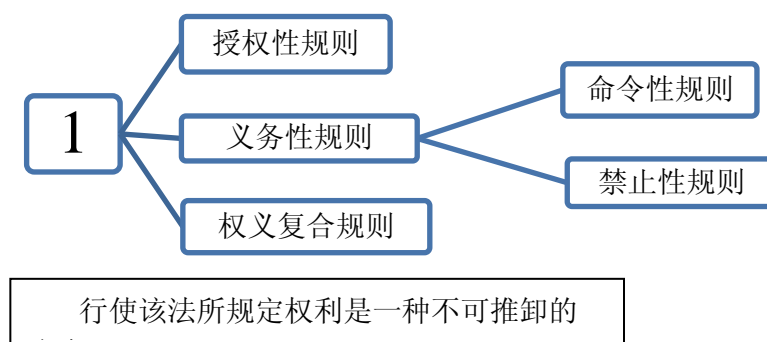 授权性规则
1
义务性规则
命令性规则
禁止性规则
权义复合规则
行使该法所规定权利是一种不可推卸的